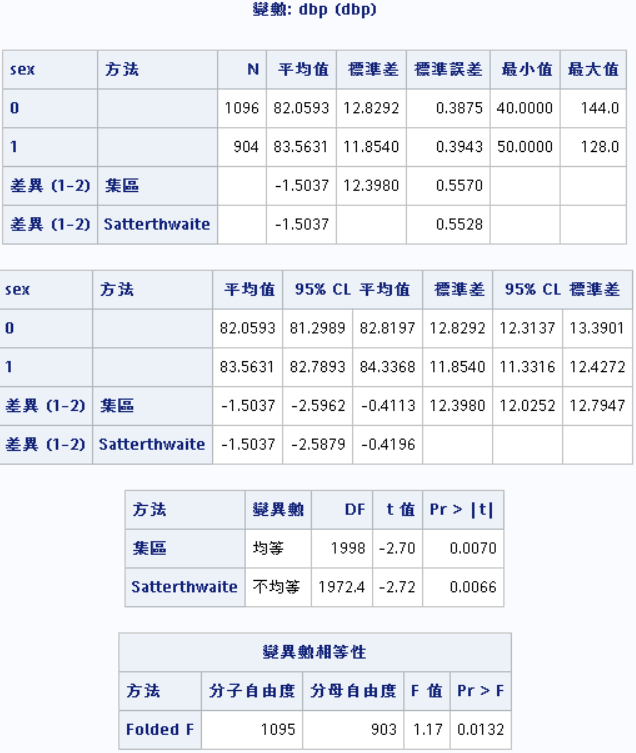 變數: dbp (dbp)
sex 方法 N 平均值 標準差 標準誤差 最小值 最大值
0 1096 82.0593 12.8292 0.3875 40.0000 144.0
1 904 83.5631 11.8540 0.3943 50.0000 128.0
差異 (1-2) 集區 -1.5037 12.3980 0.5570
差異 (1-2) Satterthwaite -1.5037 0.5528
sex 方法 平均值 95% CL 平均值 標準差 95% CL 標準差
0 82.0593 81.2989 82.8197 12.8292 12.3137 13.3901
1 83.5631 82.7893 84.3368 11.8540 11.3316 12.4272
差異 (1-2) 集區 -1.5037 -2.5962 -0.4113 12.3980 12.0252 12.7947
差異 (1-2) Satterthwaite -1.5037 -2.5879 -0.4196
方法 變異數 DF t 值 Pr > |t|
集區 均等 1998 -2.70 0.0070
Satterthwaite 不均等 1972.4 -2.72 0.0066
變異數相等性
方法 分子自由度 分母自由度 F 值 Pr > F
Folded F 1095 903 1.17 0.0132